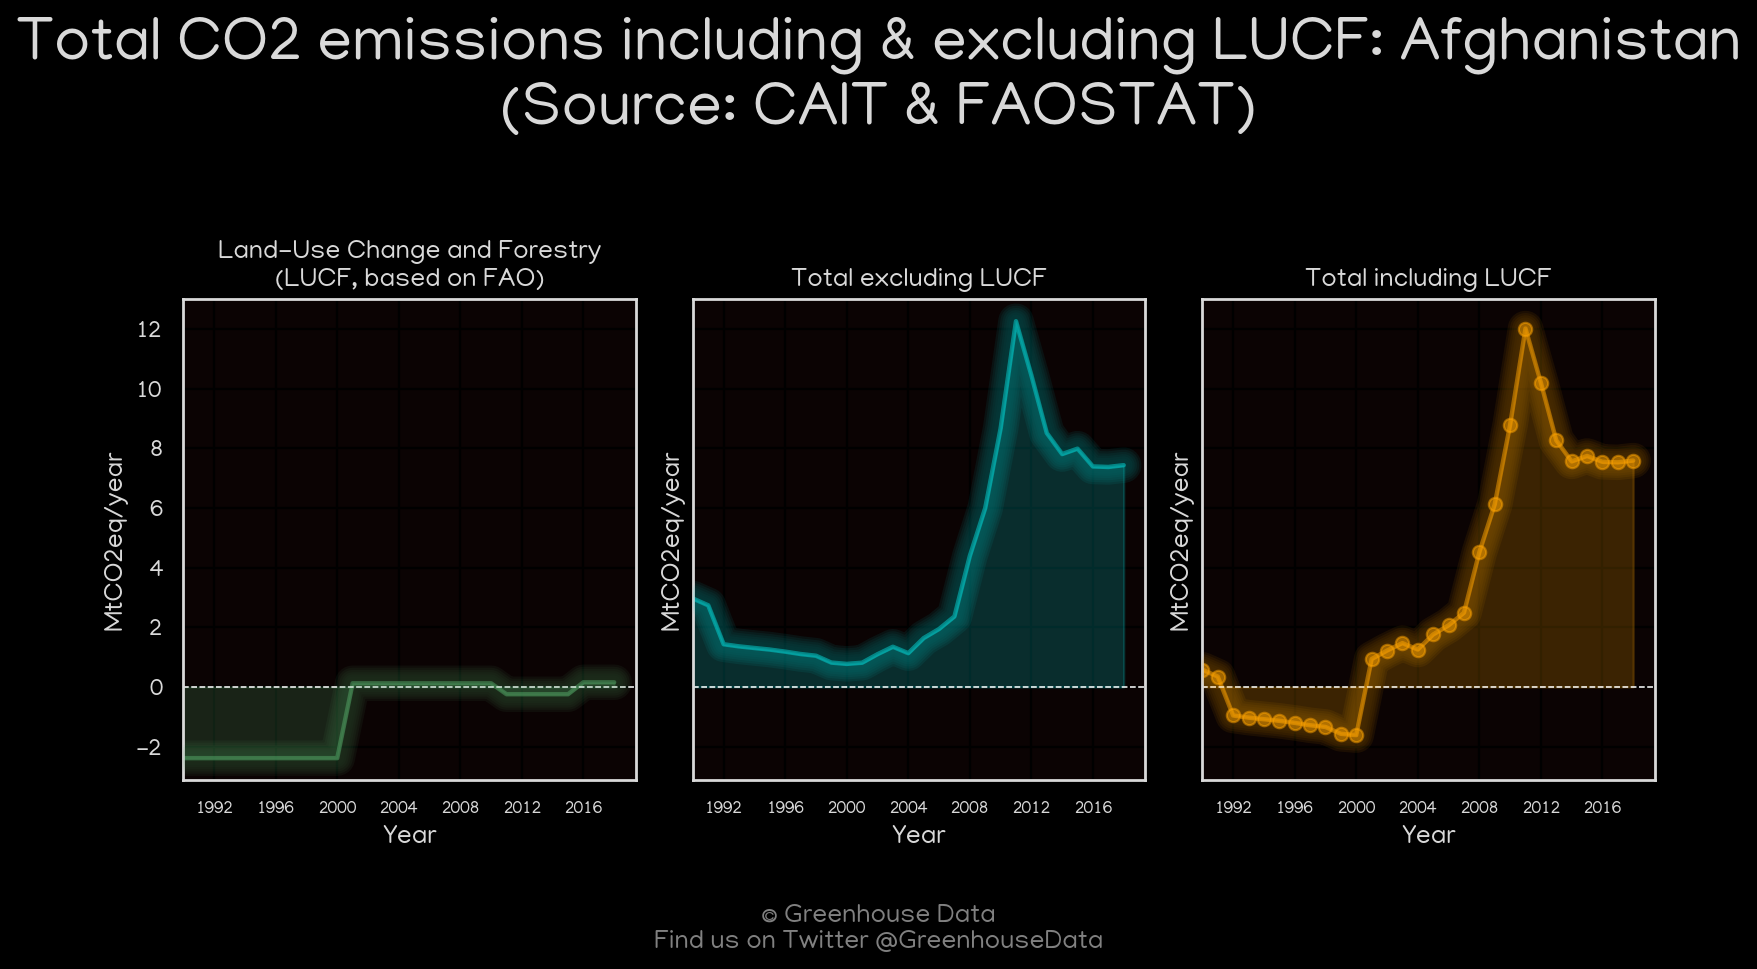 Total CO2 emissions including & excluding LUCF: Afghanistan
(Source: CAIT & FAOSTAT)
Land-Use Change and Forestry
(LUCF, based on FAO)
MtCO2eq/year
12
10
8
6
4
2
0
-2
1992 1996 2000 2004 2008 2012 2016
Year
Total excluding LUCF
MtCO2eq/year
1992 1996 2000 2004 2008 2012 2016
Year
Total including LUCF
MtCO2eq/year
1992 1996 2000 2004 2008 2012 2016
Year
© Greenhouse Data
Find us on Twitter @GreenhouseData